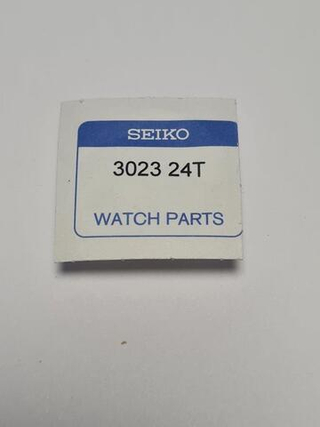 SEIKO
3023 24T
WATCH PARTS